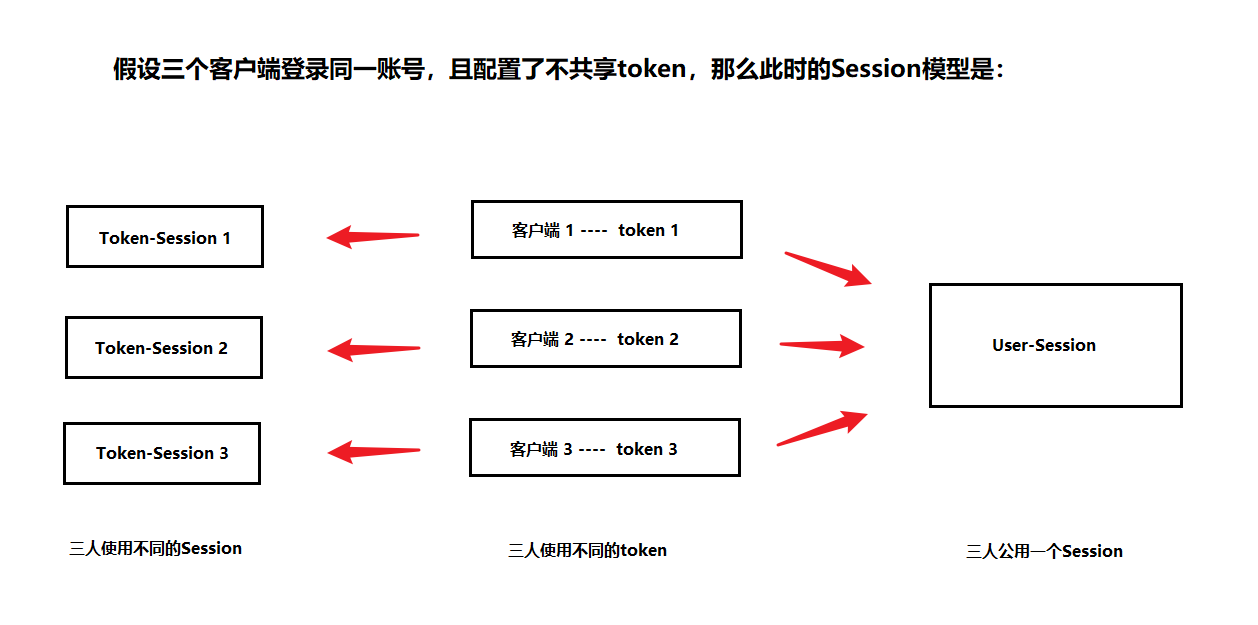 假设三个客户端登录同一账号，且配置了不共享token，那么此时的Session模型是：
Token-Session 1
客户端 1 ---- token 1
Token-Session 2
客户端 2 ---- token 2
User-Session
Token-Session 3
客户端 3 ---- token 3
三人使用不同的Session
三人使用不同的token
三人公用一个Session